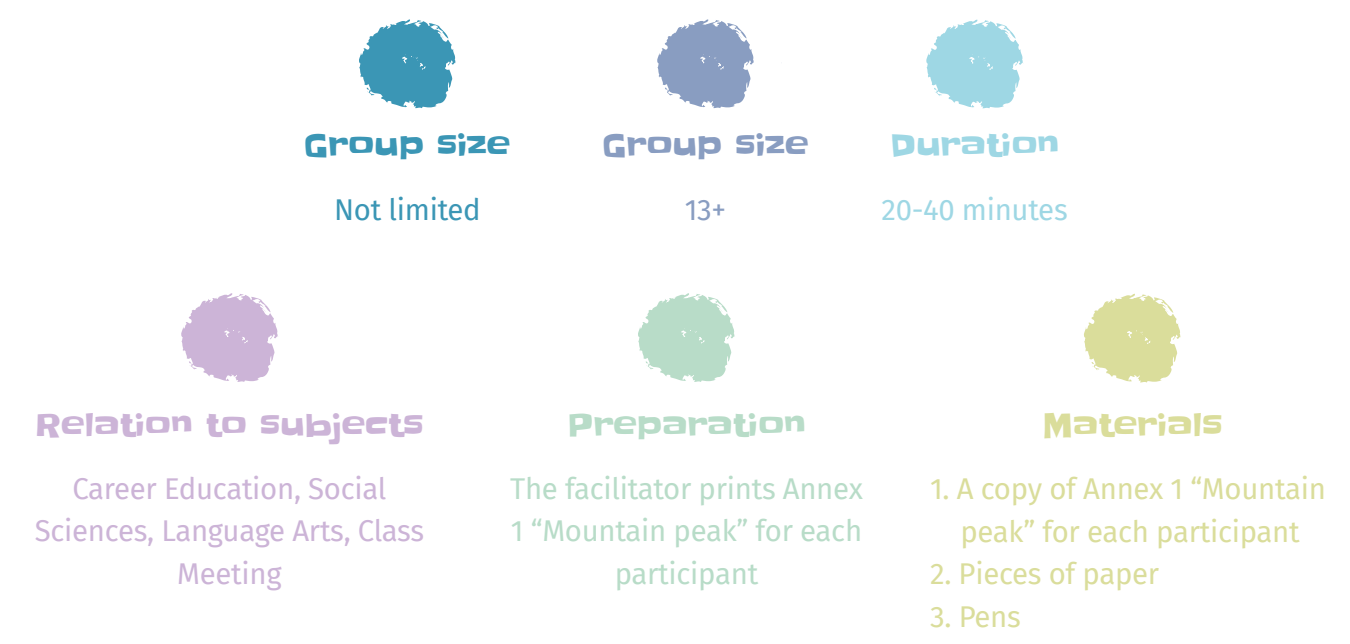 Group size
Not limited
Group size
13+
Duration
20-40 minutes
Relation to subjects
Career Education, Social
Sciences, Language Arts, Class
Meeting
Preparation
The facilitator prints Annex
1 “Mountain peak” for each
participant
Materials
1. A copy of Annex 1 “Mountain
peak” for each participant
2. Pieces of paper
3. Pens